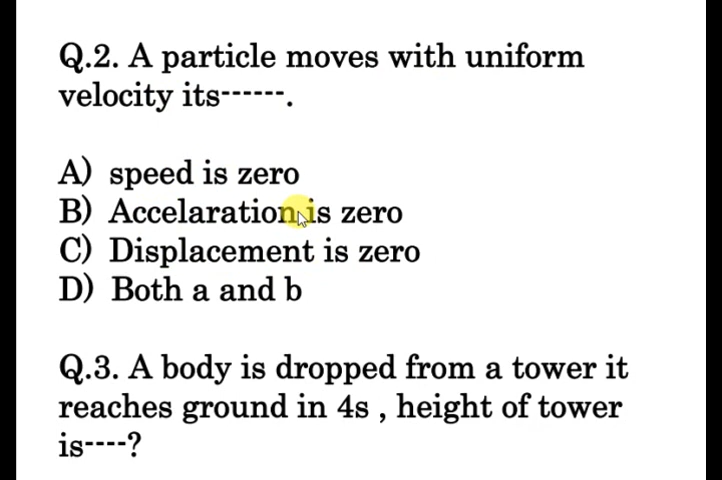 Q.2. A particle moves with uniform
velocity its------.
A) speed is zero
B) Accelaration is zero
C) Displacement is zero
D) Both a and b
Q.3. A body is dropped from a tower it
reaches ground in 4s , height of tower
is----?